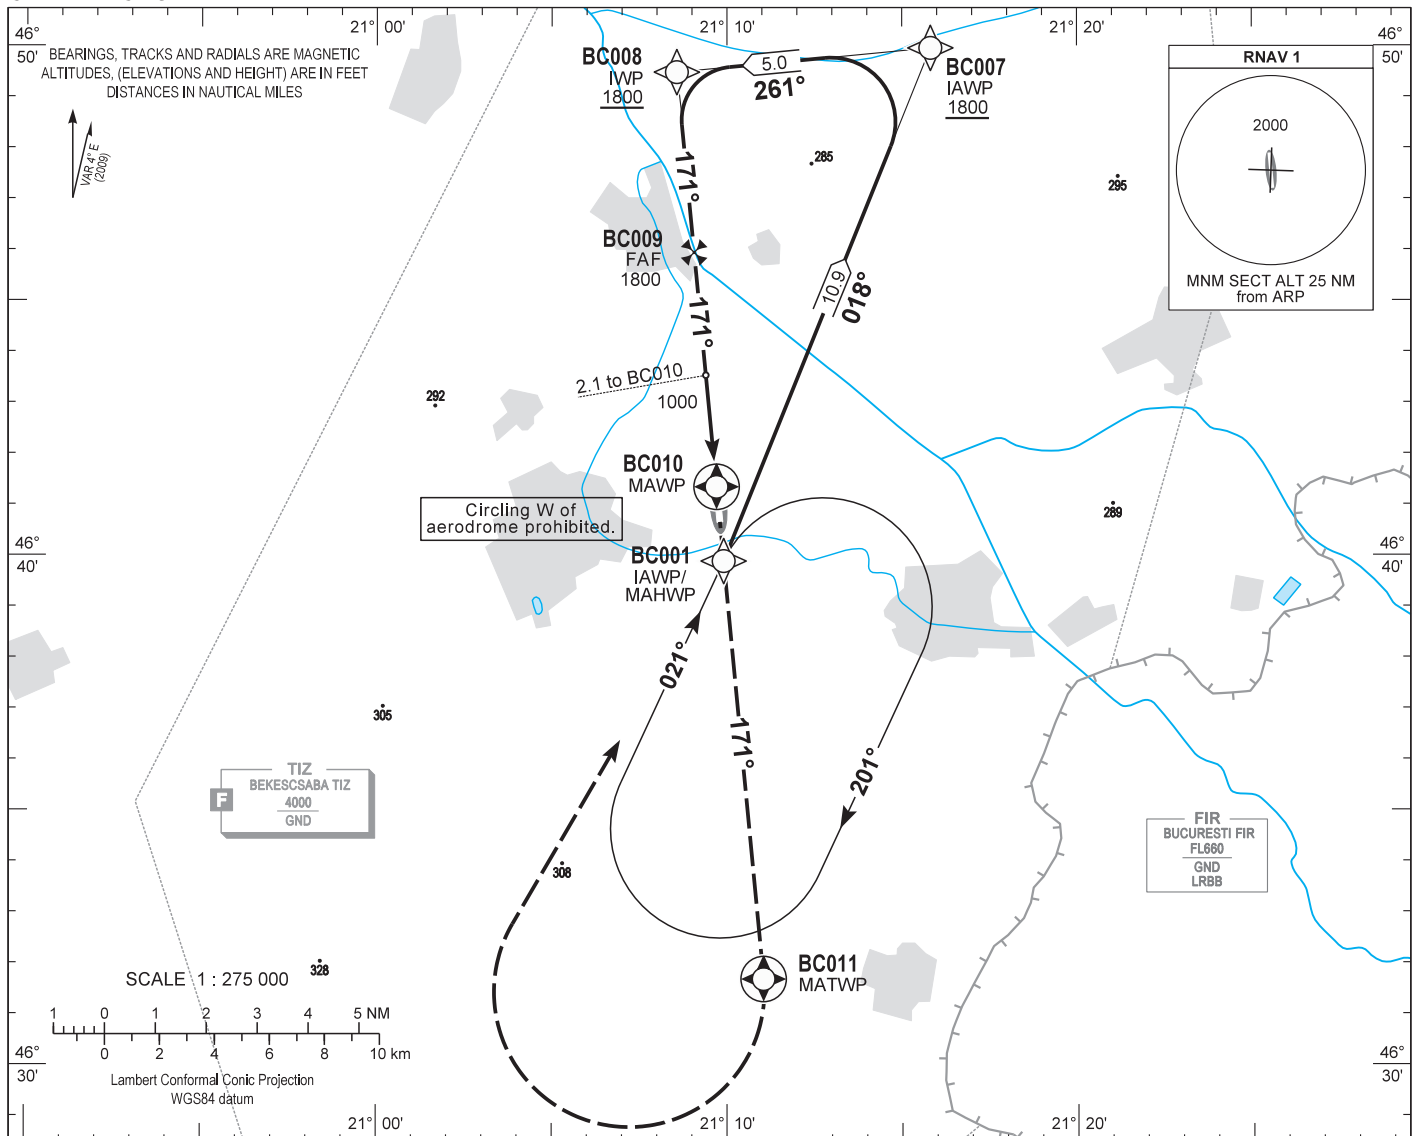 21° 00'
21° 10'
21° 20'
46°
50'
46°
50'
BEARINGS, TRACKS AND RADIALS ARE MAGNETIC
ALTITUDES, (ELEVATIONS AND HEIGHT) ARE IN FEET
DISTANCES IN NAUTICAL MILES
VAR 4° E
(2009)
BC008
IWP
1800
5.0
261°
BC007
IAWP
1800
RNAV 1
2000
MNM SECT ALT 25 NM
from ARP
285
295
171°
BC009
FAF
1800
10.9
018°
171°
2.1 to BC010
1000
292
BC010
MAWP
Circling W of
aerodrome prohibited.
289
BC001
IAWP/
MAHWP
46°
40'
46°
40'
021°
171°
201°
305
TIZ
BEKESCSABA TIZ
4000
GND
F
FIR
BUCURESTI FIR
FL660
GND
LRBB
308
328
BC011
MATWP
SCALE 1 : 275 000
1 0 1 2 3 4 5 NM
0 2 4 6 8 10 km
Lambert Conformal Conic Projection
WGS84 datum
46°
30'
46°
30'
21° 00'
21° 10'
21° 20'